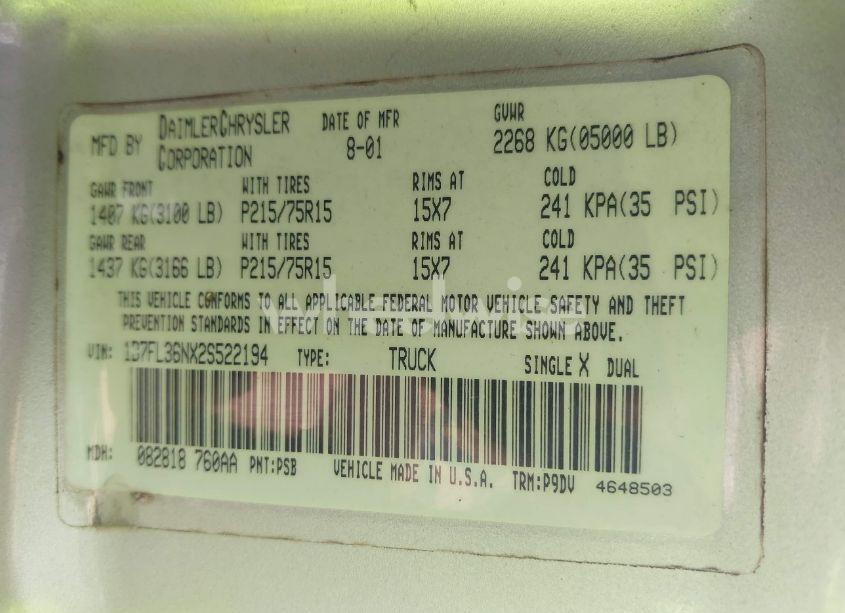 MFD BY DAIMLERCHRYSLER CORPORATION DATE OF MFR 8-01 GVWR 2268 KG(05000 LB)
GAWR FRONT WITH TIRES RIMS AT COLD
1407 KG(3100 LB) P215/75R15 15X7 241 KPA(35 PSI)
GAWR REAR WITH TIRES RIMS AT COLD
1437 KG(3166 LB) P215/75R15 15X7 241 KPA(35 PSI)
THIS VEHICLE CONFORMS TO ALL APPLICABLE FEDERAL MOTOR VEHICLE SAFETY AND THEFT
PREVENTION STANDARDS IN EFFECT ON THE DATE OF MANUFACTURE SHOWN ABOVE.
VIN: 1B7FL36NX2S522194 TYPE: TRUCK SINGLE X DUAL
MDH: 082818 760AA PNT:PSB VEHICLE MADE IN U.S.A. TRM:P9DV 4648503